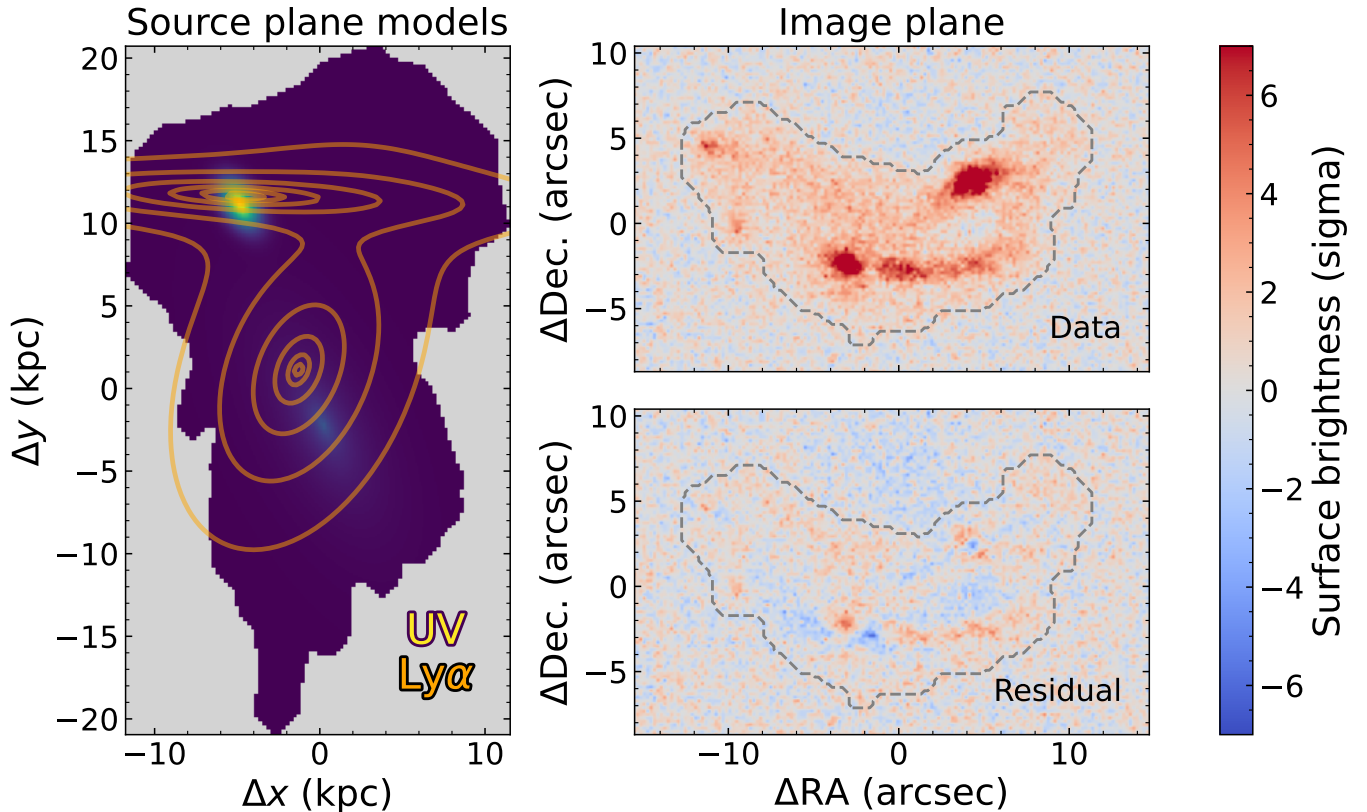 Source plane models
Image plane
20
15
10
5
0
−5
−10
−15
−20
−10
0
10
Δy (kpc)
Δx (kpc)
UV
Lyα
10
5
0
−5
ΔDec. (arcsec)
Data
10
5
0
−5
ΔDec. (arcsec)
Residual
−10
0
10
ΔRA (arcsec)
6
4
2
0
−2
−4
−6
Surface brightness (sigma)